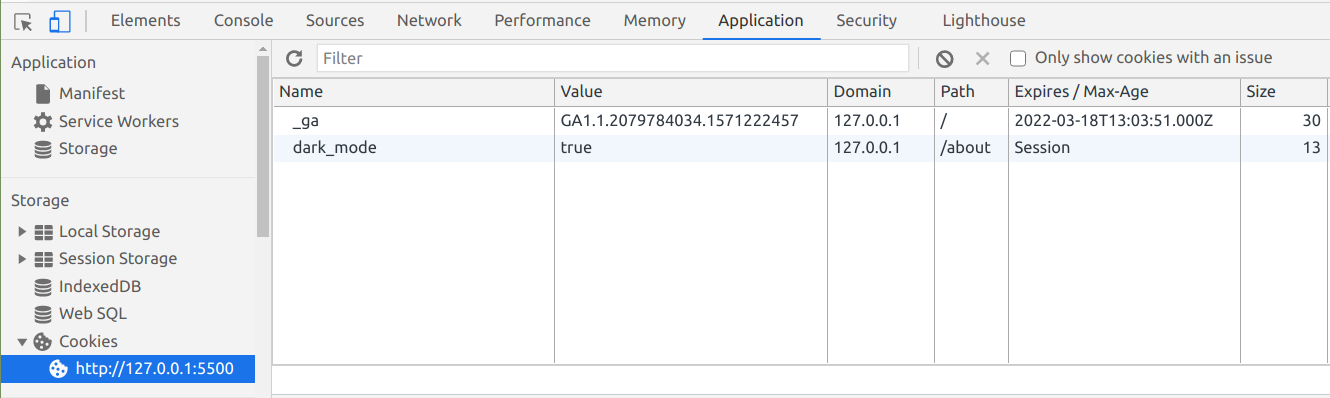 Elements Console Sources Network Performance Memory Application Security Lighthouse
Application
Manifest
Service Workers
Storage
Storage
Local Storage
Session Storage
IndexedDB
Web SQL
Cookies
http://127.0.0.1:5500
Filter Only show cookies with an issue
Name Value Domain Path Expires / Max-Age Size
_ga GA1.1.2079784034.1571222457 127.0.0.1 / 2022-03-18T13:03:51.000Z 30
dark_mode true 127.0.0.1 /about Session 13